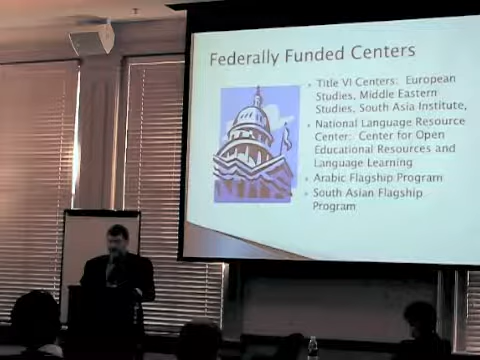 Federally Funded Centers
Title VI Centers: European
Studies, Middle Eastern
Studies, South Asia Institute,
National Language Resource
Center: Center for Open
Educational Resources and
Language Learning
Arabic Flagship Program
South Asian Flagship
Program